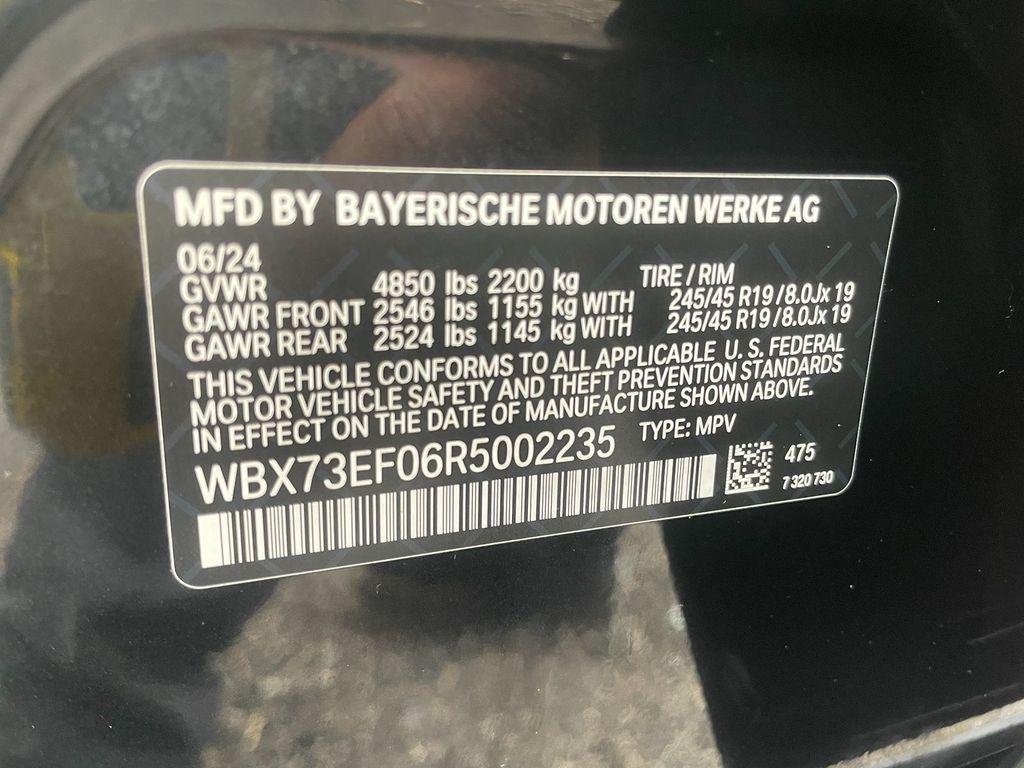 MFD BY BAYERISCHE MOTOREN WERKE AG
06/24
GVWR 4850 lbs 2200 kg TIRE / RIM
GAWR FRONT 2546 lbs 1155 kg WITH 245/45 R19 /8.0Jx 19
GAWR REAR 2524 lbs 1145 kg WITH 245/45 R19 /8.0Jx 19
THIS VEHICLE CONFORMS TO ALL APPLICABLE U. S. FEDERAL
MOTOR VEHICLE SAFETY AND THEFT PREVENTION STANDARDS
IN EFFECT ON THE DATE OF MANUFACTURE SHOWN ABOVE.
WBX73EF06R5002235 TYPE: MPV
475
7 320 730